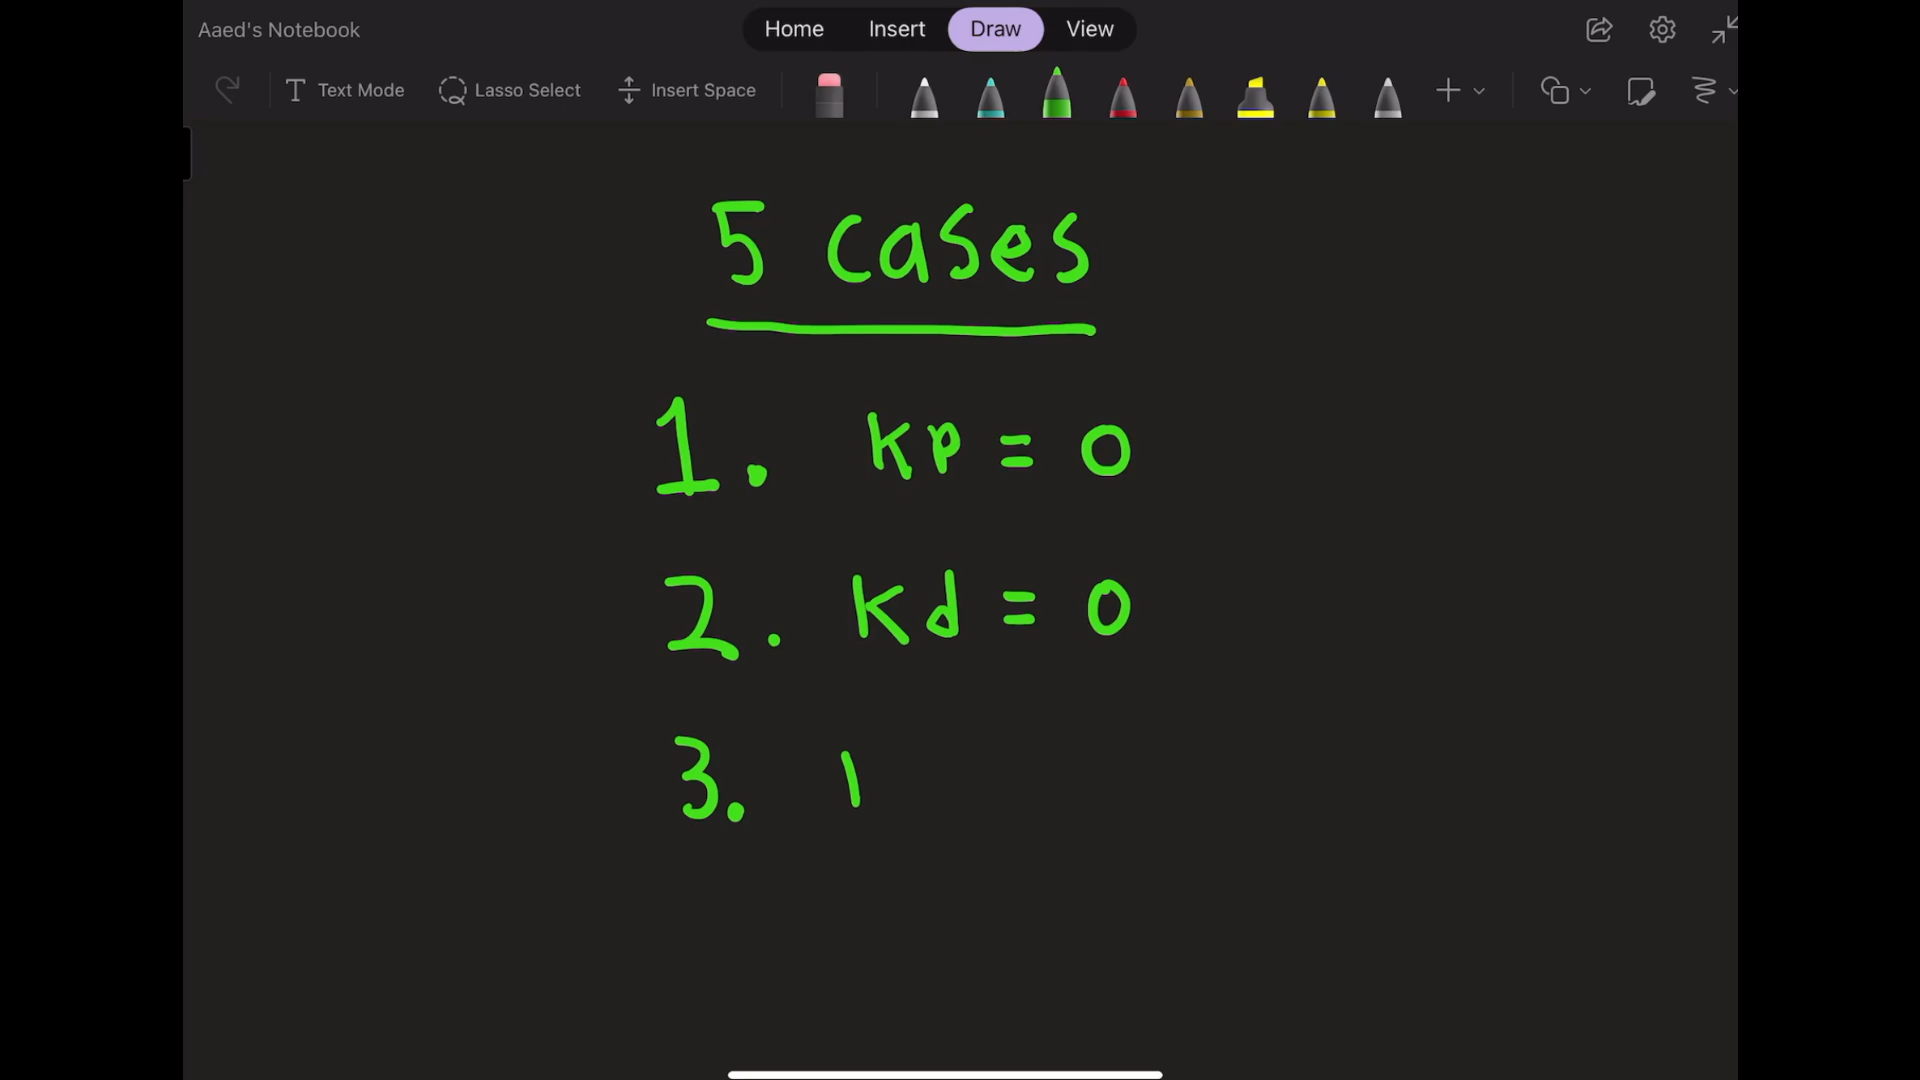 Aaed's Notebook
Home Insert Draw View
Text Mode Lasso Select Insert Space
5 cases
1. kp = 0
2. kd = 0
3.